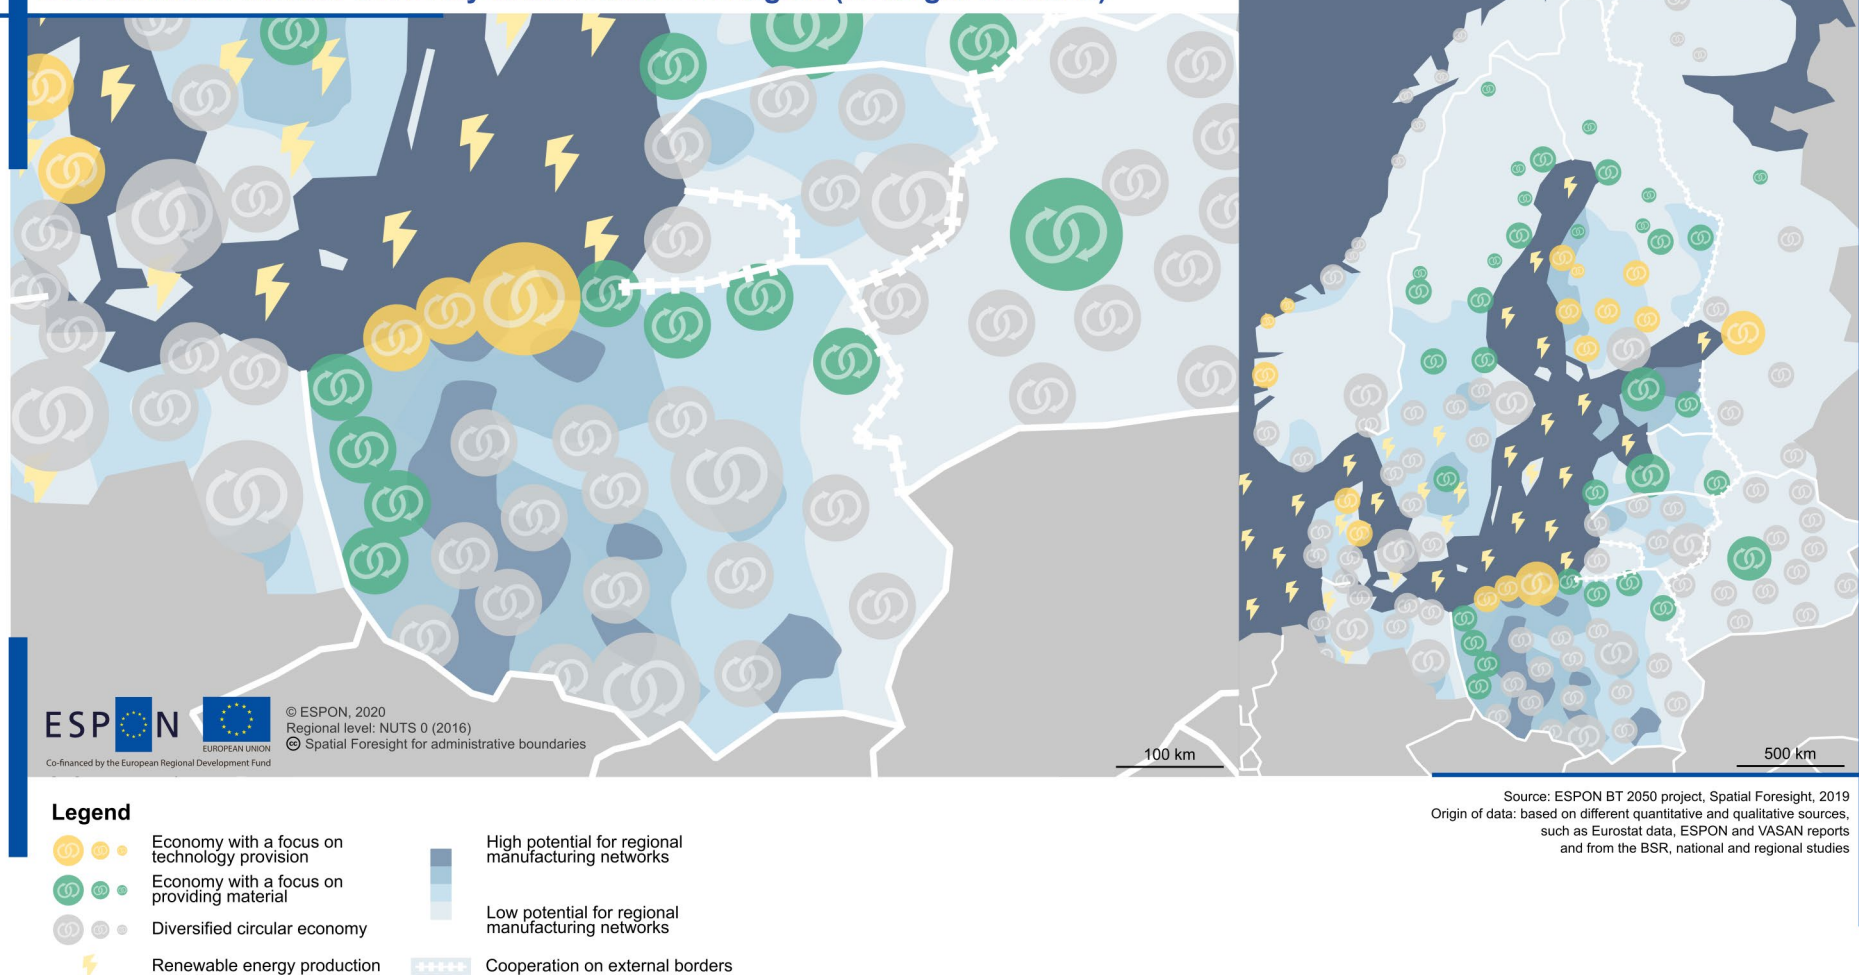 ESPON
EUROPEAN UNION
Co-financed by the European Regional Development Fund
© ESPON, 2020
Regional level: NUTS 0 (2016)
Spatial Foresight for administrative boundaries
100 km
500 km
Source: ESPON BT 2050 project, Spatial Foresight, 2019
Origin of data: based on different quantitative and qualitative sources,
such as Eurostat data, ESPON and VASAN reports
and from the BSR, national and regional studies
Legend
Economy with a focus on
technology provision
Economy with a focus on
providing material
Diversified circular economy
Renewable energy production
High potential for regional
manufacturing networks
Low potential for regional
manufacturing networks
Cooperation on external borders